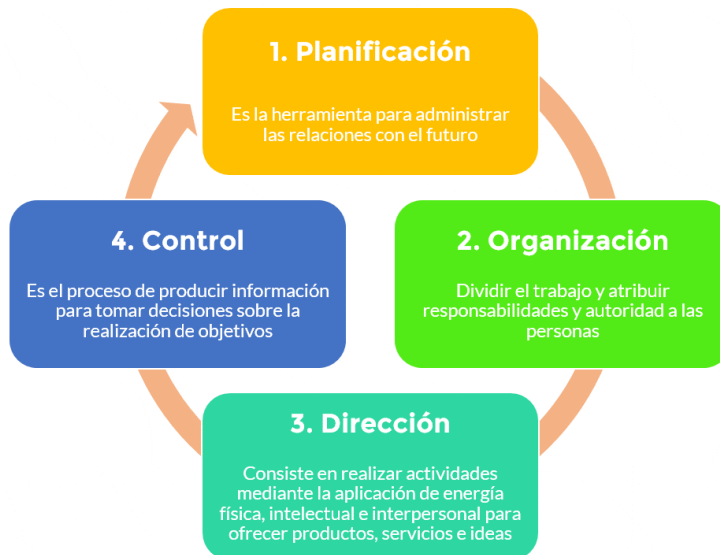 1. Planificación
Es la herramienta para administrar
las relaciones con el futuro
4. Control
Es el proceso de producir información
para tomar decisiones sobre la
realización de objetivos
2. Organización
Dividir el trabajo y atribuir
responsabilidades y autoridad a las
personas
3. Dirección
Consiste en realizar actividades
mediante la aplicación de energía
física, intelectual e interpersonal para
ofrecer productos, servicios e ideas